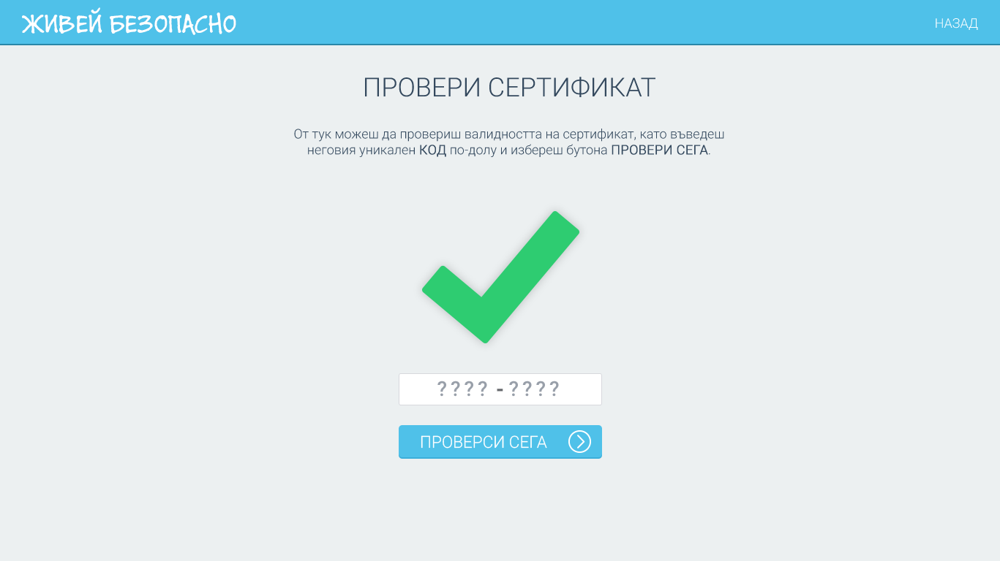 ЖИВЕЙ БЕЗОПАСНО
НАЗАД
ПРОВЕРИ СЕРТИФИКАТ
От тук можеш да провериш валидността на сертификат, като въведеш
неговия уникален КОД по-долу и избереш бутона ПРОВЕРИ СЕГА.
???? - ????
ПРОВЕРСИ СЕГА